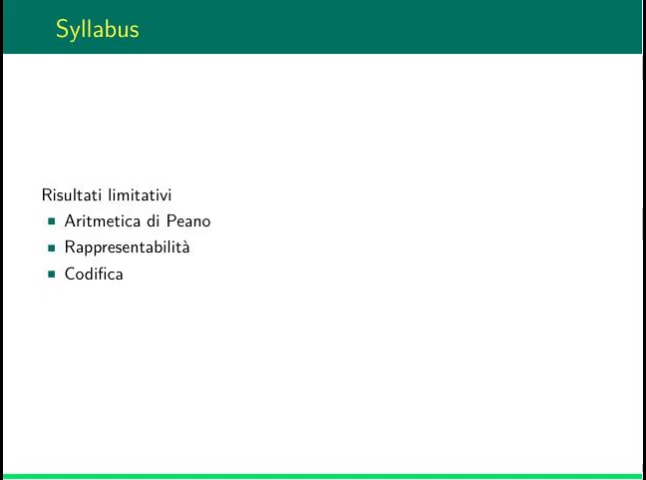 Syllabus
Risultati limitativi
Aritmetica di Peano
Rappresentabilità
Codifica